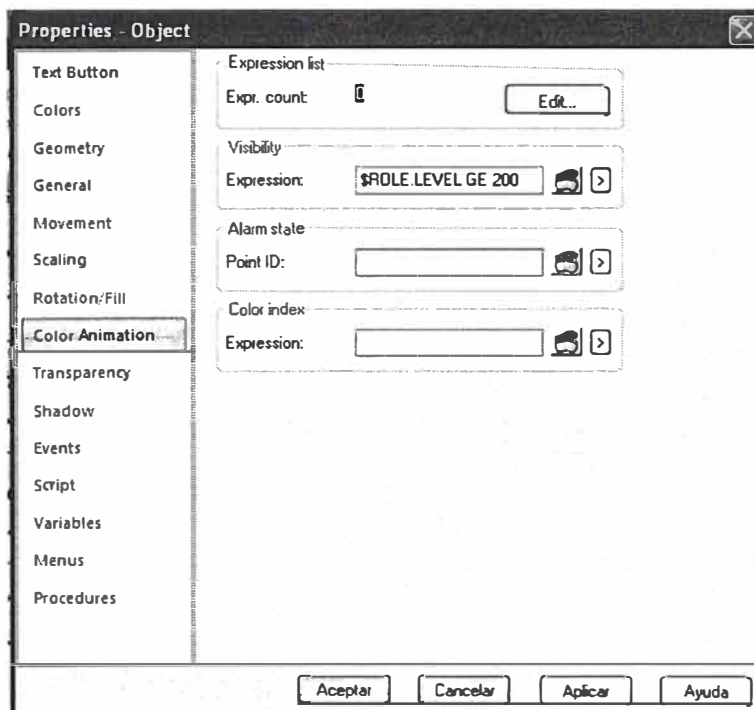 Properties - Object
Text Button
Colors
Geometry
General
Movement
Scaling
Rotation/Fill
Color Animation
Transparency
Shadow
Events
Script
Variables
Menus
Procedures
Expression list
Expr. count: 0
Edit...
Visibility
Expression: $ROLE.LEVEL GE 200
Alarm state
Point ID:
Color index
Expression:
Aceptar Cancelar Aplicar Ayuda